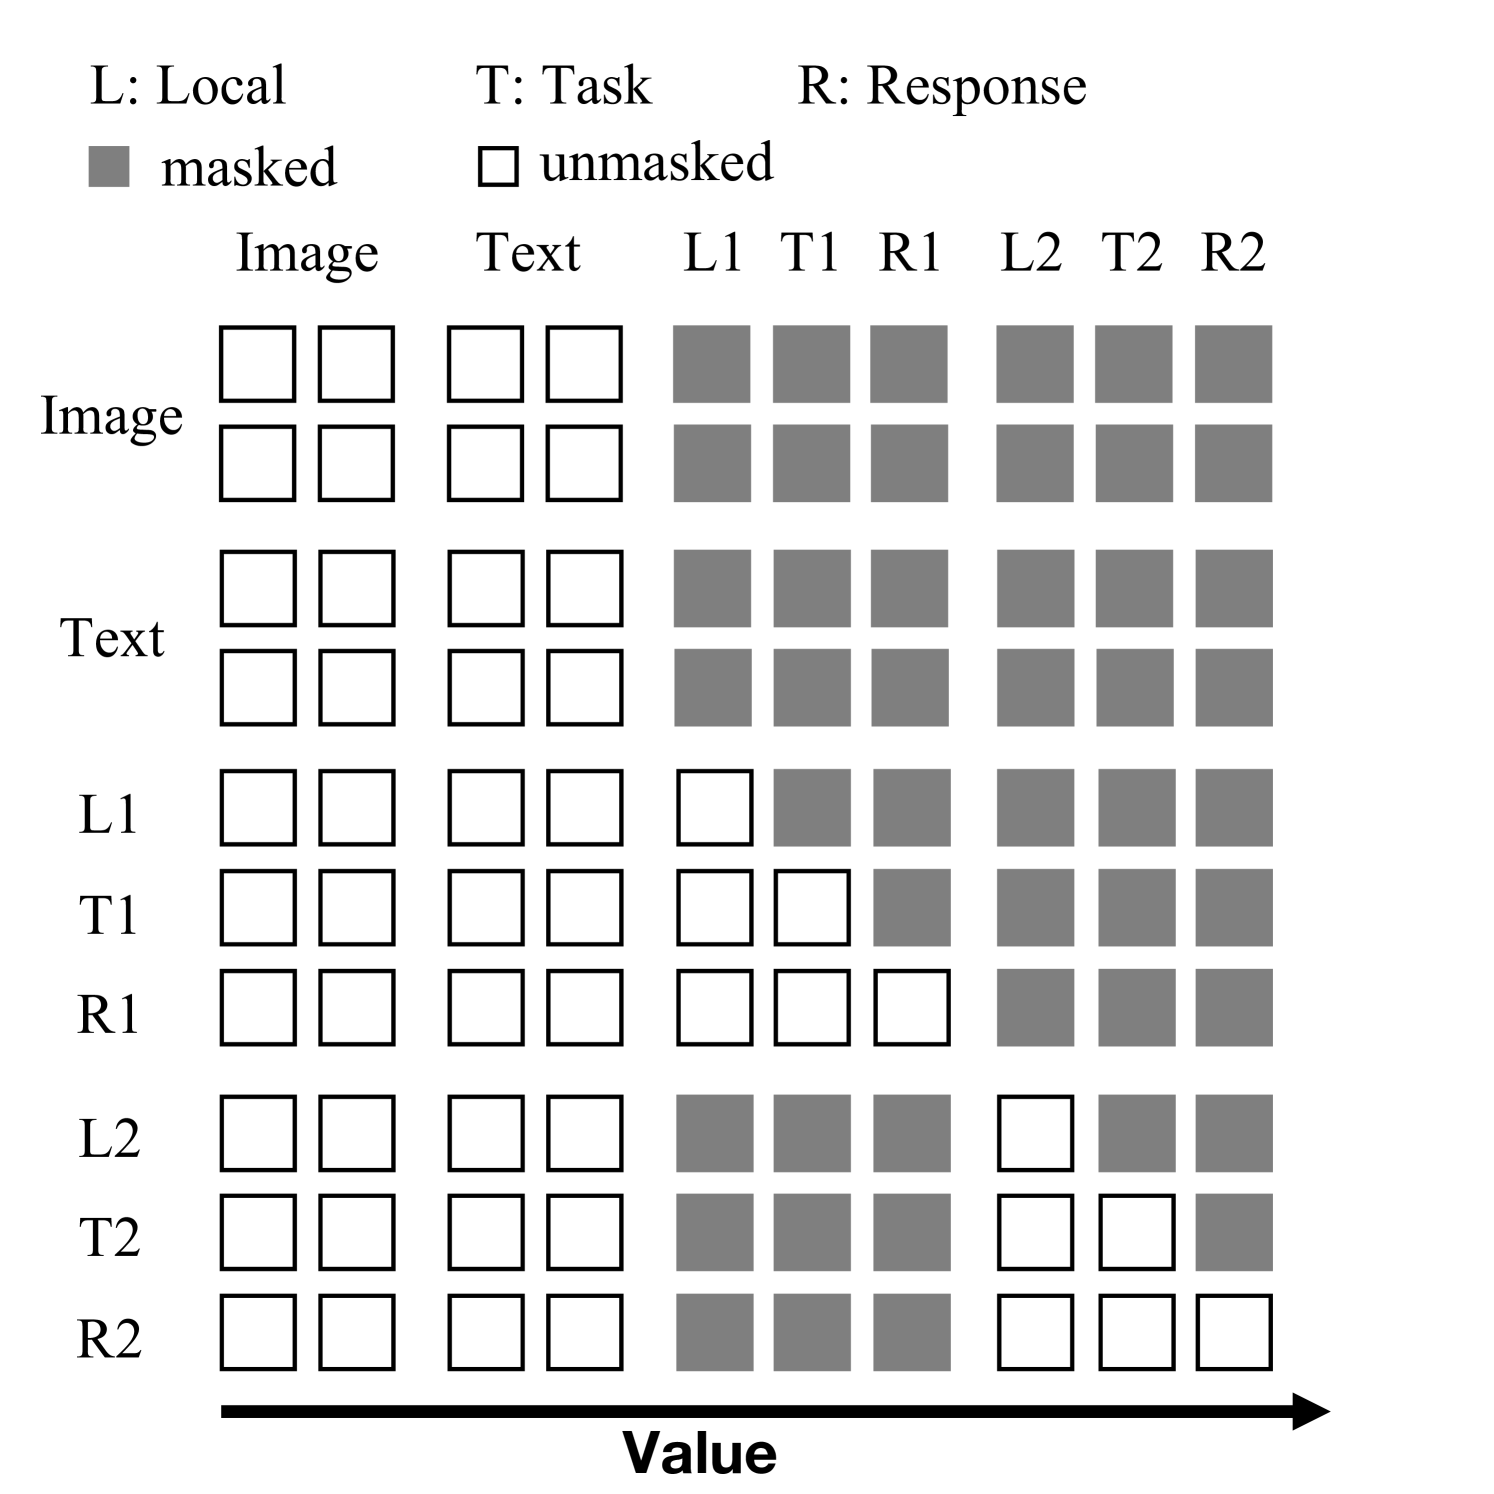 L: Local T: Task R: Response
masked unmasked
Image Text L1 T1 R1 L2 T2 R2
Image
Text
L1
T1
R1
L2
T2
R2
Value